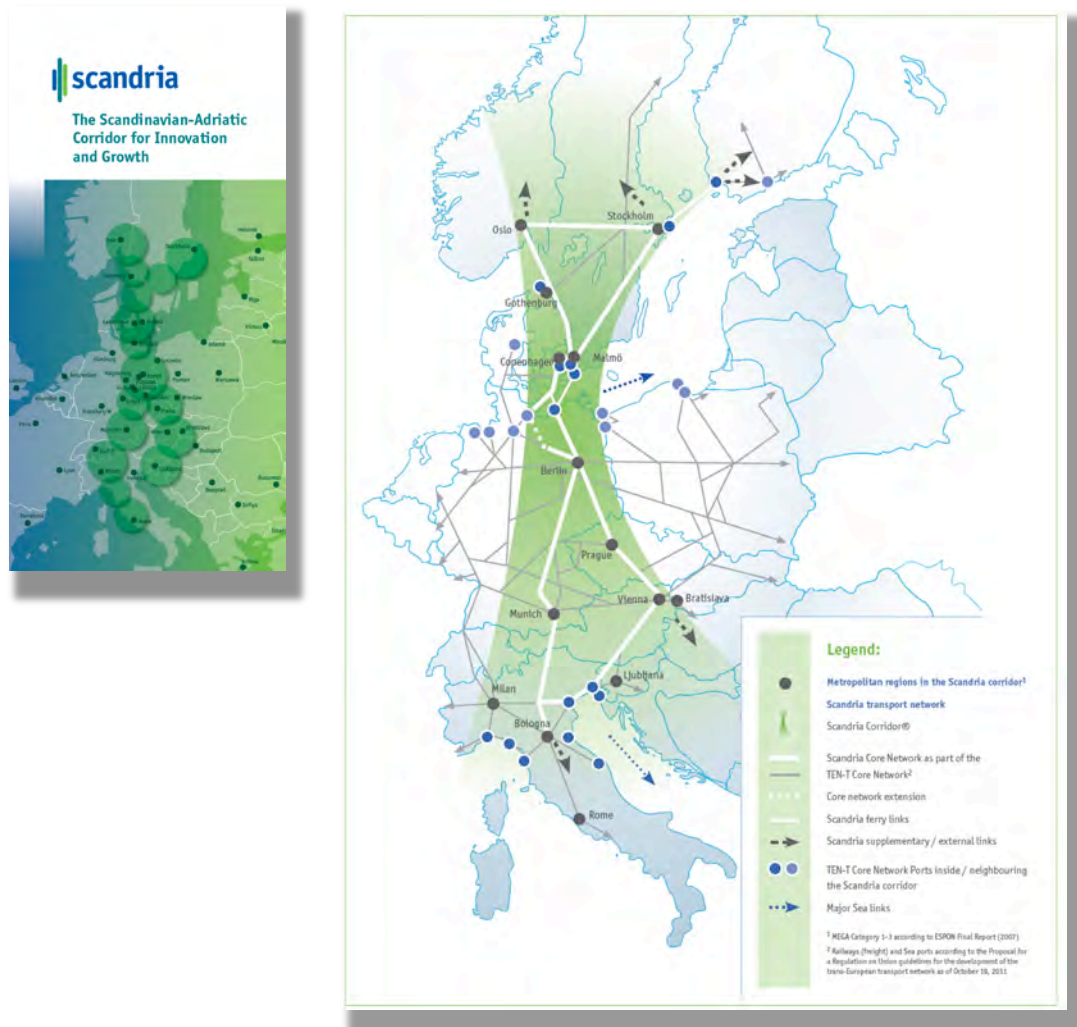 scandria
The Scandinavian-Adriatic
Corridor for Innovation
and Growth
Oslo
Stockholm
Gothenburg
Copenhagen
Malmö
Berlin
Prague
Vienna
Bratislava
Munich
Ljubljana
Milan
Bologna
Rome
Legend:
Metropolitan regions in the Scandria corridor¹
Scandria transport network
Scandria Corridor®
Scandria Core Network as part of the
TEN-T Core Network²
Core network extension
Scandria ferry links
Scandria supplementary / external links
TEN-T Core Network Ports inside / neighbouring
the Scandria corridor
Major Sea links
¹ MEGA Category 1-3 according to ESPON Final Report (2007)
² Railways (freight) and Sea ports according to the Proposal for
a Regulation on Union guidelines for the development of the
trans-European transport network as of October 19, 2011